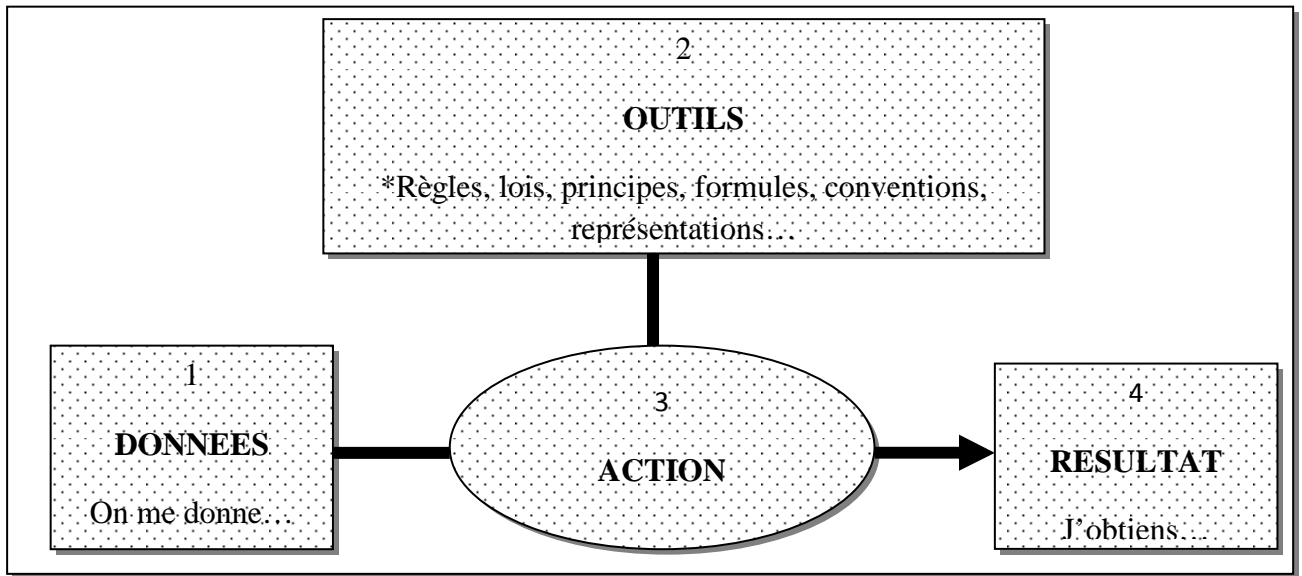 2
OUTILS
*Règles, lois, principes, formules, conventions,
représentations…
1
DONNEES
On me donne…
3
ACTION
4
RESULTAT
J’obtiens…